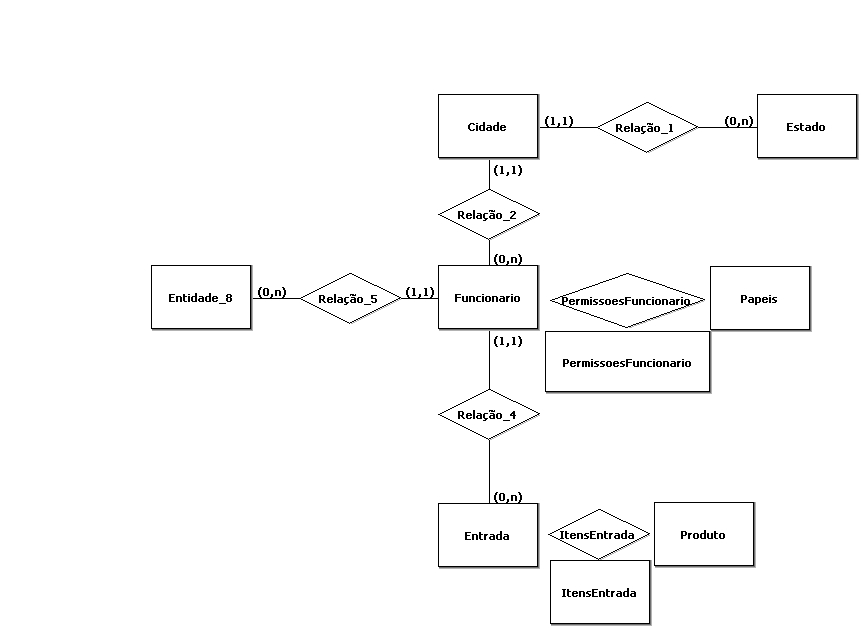 Cidade
(1,1)
Relação_1
(0,n)
Estado
(1,1)
Relação_2
(0,n)
Entidade_8
(0,n)
Relação_5
(1,1)
Funcionario
PermissoesFuncionario
Papeis
(1,1)
PermissoesFuncionario
Relação_4
(0,n)
Entrada
ItensEntrada
Produto
ItensEntrada